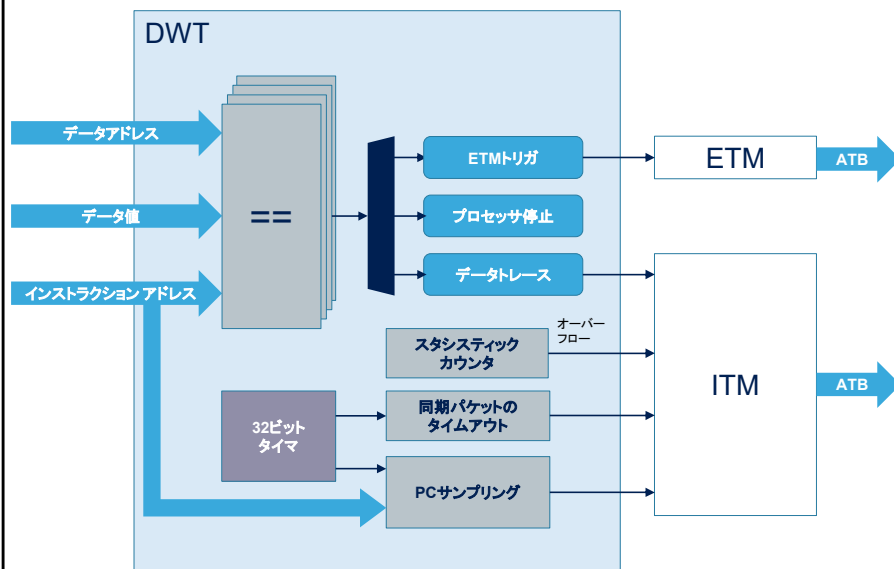 DWT
データアドレス
データ値
インストラクション アドレス
==
ETMトリガ
プロセッサ停止
データトレース
ETM
ATB
オーバー
フロー
スタシスティック
カウンタ
32ビット
タイマ
同期パケットの
タイムアウト
PCサンプリング
ITM
ATB